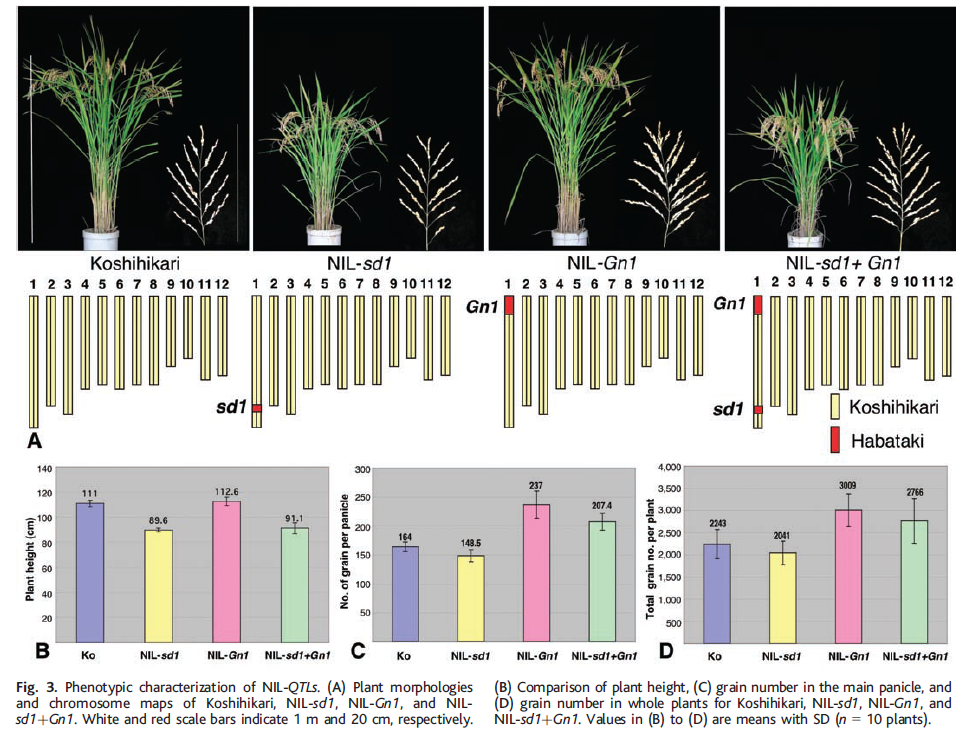 Koshihikari
NIL-sd1
NIL-Gn1
NIL-sd1+ Gn1
1 2 3 4 5 6 7 8 9 10 11 12
1 2 3 4 5 6 7 8 9 10 11 12
1 2 3 4 5 6 7 8 9 10 11 12
1 2 3 4 5 6 7 8 9 10 11 12
Gn1
Gn1
sd1
sd1
Koshihikari
Habataki
A
140
120
100
80
60
40
20
Plant height (cm)
111
89.6
112.6
91.1
B
Ko
NIL-sd1
NIL-Gn1
NIL-sd1+Gn1
300
250
200
150
100
50
No. of grain per panicle
164
148.5
237
207.4
C
Ko
NIL-sd1
NIL-Gn1
NIL-sd1+Gn1
4,000
3,500
3,000
2,500
2,000
1,500
1.000
500
Total grain no. per plant
2243
2041
3009
2766
D
Ko
NIL-sd1
NIL-Gn1
NIL-sd1+Gn1
Fig. 3. Phenotypic characterization of NIL-QTLs. (A) Plant morphologies
and chromosome maps of Koshihikari, NIL-sd1, NIL-Gn1, and NIL-
sd1+Gn1. White and red scale bars indicate 1 m and 20 cm, respectively.
(B) Comparison of plant height, (C) grain number in the main panicle, and
(D) grain number in whole plants for Koshihikari, NIL-sd1, NIL-Gn1, and
NIL-sd1+Gn1. Values in (B) to (D) are means with SD (n = 10 plants).